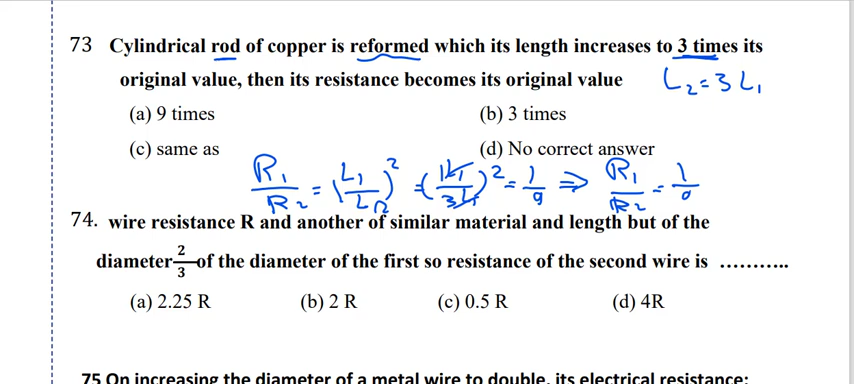 73 Cylindrical rod of copper is reformed which its length increases to 3 times its
original value, then its resistance becomes its original value L₂=3L₁
(a) 9 times (b) 3 times
(c) same as (d) No correct answer
R₁/R₂ = (L₁/L₂)² = (1L₁/3L₁)² = 1/9 ⇒ R₁/R₂ = 1/9
74. wire resistance R and another of similar material and length but of the
diameter 2/3 of the diameter of the first so resistance of the second wire is ...........
(a) 2.25 R (b) 2 R (c) 0.5 R (d) 4R
75 On increasing the diameter of a metal wire to double, its electrical resistance: